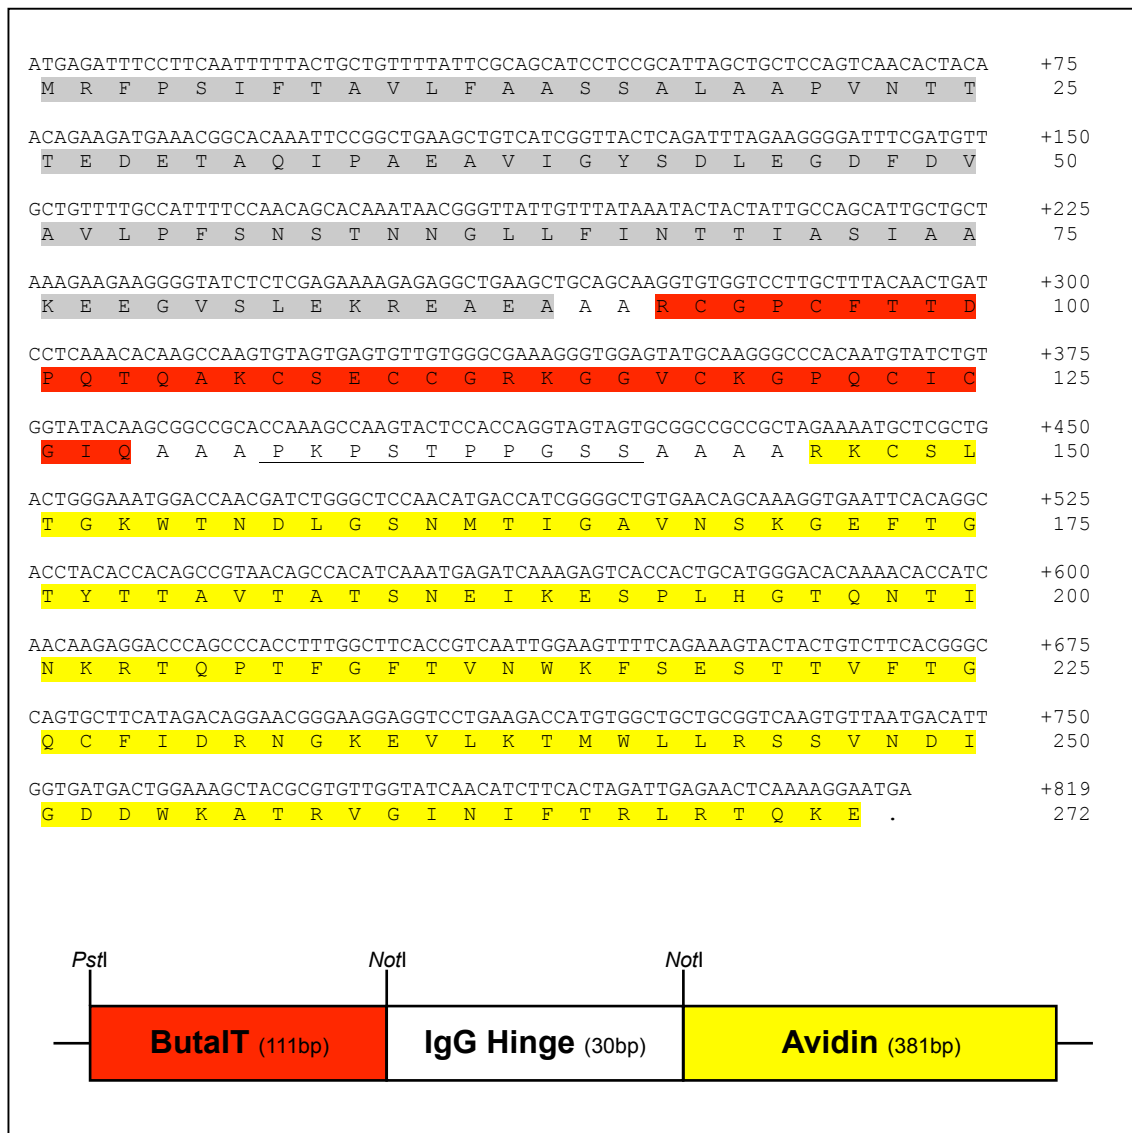 ATGAGATTTCCTTCAATTTTTACTGCTGTTTTATTCGCAGCATCCTCCGCATTAGCTGCTCCAGTCAACACTACA +75
M R F P S I F T A V L F A A S S A L A A P V N T T 25
ACAGAAGATGAAACGGCACAAATTCCGGCTGAAGCTGTCATCGGTTACTCAGATTTAGAAGGGGATTTCGATGTT +150
T E D E T A Q I P A E A V I G Y S D L E G D F D V 50
GCTGTTTTGCCATTTTCCAACAGCACAAATAACGGGTTATTGTTTATAAATACTACTATTGCCAGCATTGCTGCT +225
A V L P F S N S T N N G L L F I N T T I A S I A A 75
AAAGAAGAAGGGGTATCTCTCGAGAAAAGAGAGGCTGAAGCTGCAGCAAGGTGTGGTCCTTGCTTTACAACTGAT +300
K E E G V S L E K R E A E A A A R C G P C F T T D 100
CCTCAAACACAAGCCAAGTGTAGTGAGTGTTGTGGGCGAAAGGGTGGAGTATGCAAGGGCCCACAATGTATCTGT +375
P Q T Q A K C S E C C G R K G G V C K G P Q C I C 125
GGTATACAAGCGGCCGCACCAAAGCCAAGTACTCCACCAGGTAGTAGTGCGGCCGCCGCTAGAAAATGCTCGCTG +450
G I Q A A A P K P S T P P G S S A A A A R K C S L 150
ACTGGGAAATGGACCAACGATCTGGGCTCCAACATGACCATCGGGGCTGTGAACAGCAAAGGTGAATTCACAGGC +525
T G K W T N D L G S N M T I G A V N S K G E F T G 175
ACCTACACCACAGCCGTAACAGCCACATCAAATGAGATCAAAGAGTCACCACTGCATGGGACACAAAACACCATC +600
T Y T T A V T A T S N E I K E S P L H G T Q N T I 200
AACAAGAGGACCCAGCCCACCTTTGGCTTCACCGTCAATTGGAAGTTTTCAGAAAGTACTACTGTCTTCACGGGC +675
N K R T Q P T F G F T V N W K F S E S T T V F T G 225
CAGTGCTTCATAGACAGGAACGGGAAGGAGGTCCTGAAGACCATGTGGCTGCTGCGGTCAAGTGTTAATGACATT +750
Q C F I D R N G K E V L K T M W L L R S S V N D I 250
GGTGATGACTGGAAAGCTACGCGTGTTGGTATCAACATCTTCACTAGATTGAGAACTCAAAAGGAATGA +819
G D D W K A T R V G I N I F T R L R T Q K E . 272
PstI NotI NotI
ButaIT (111bp) IgG Hinge (30bp) Avidin (381bp)